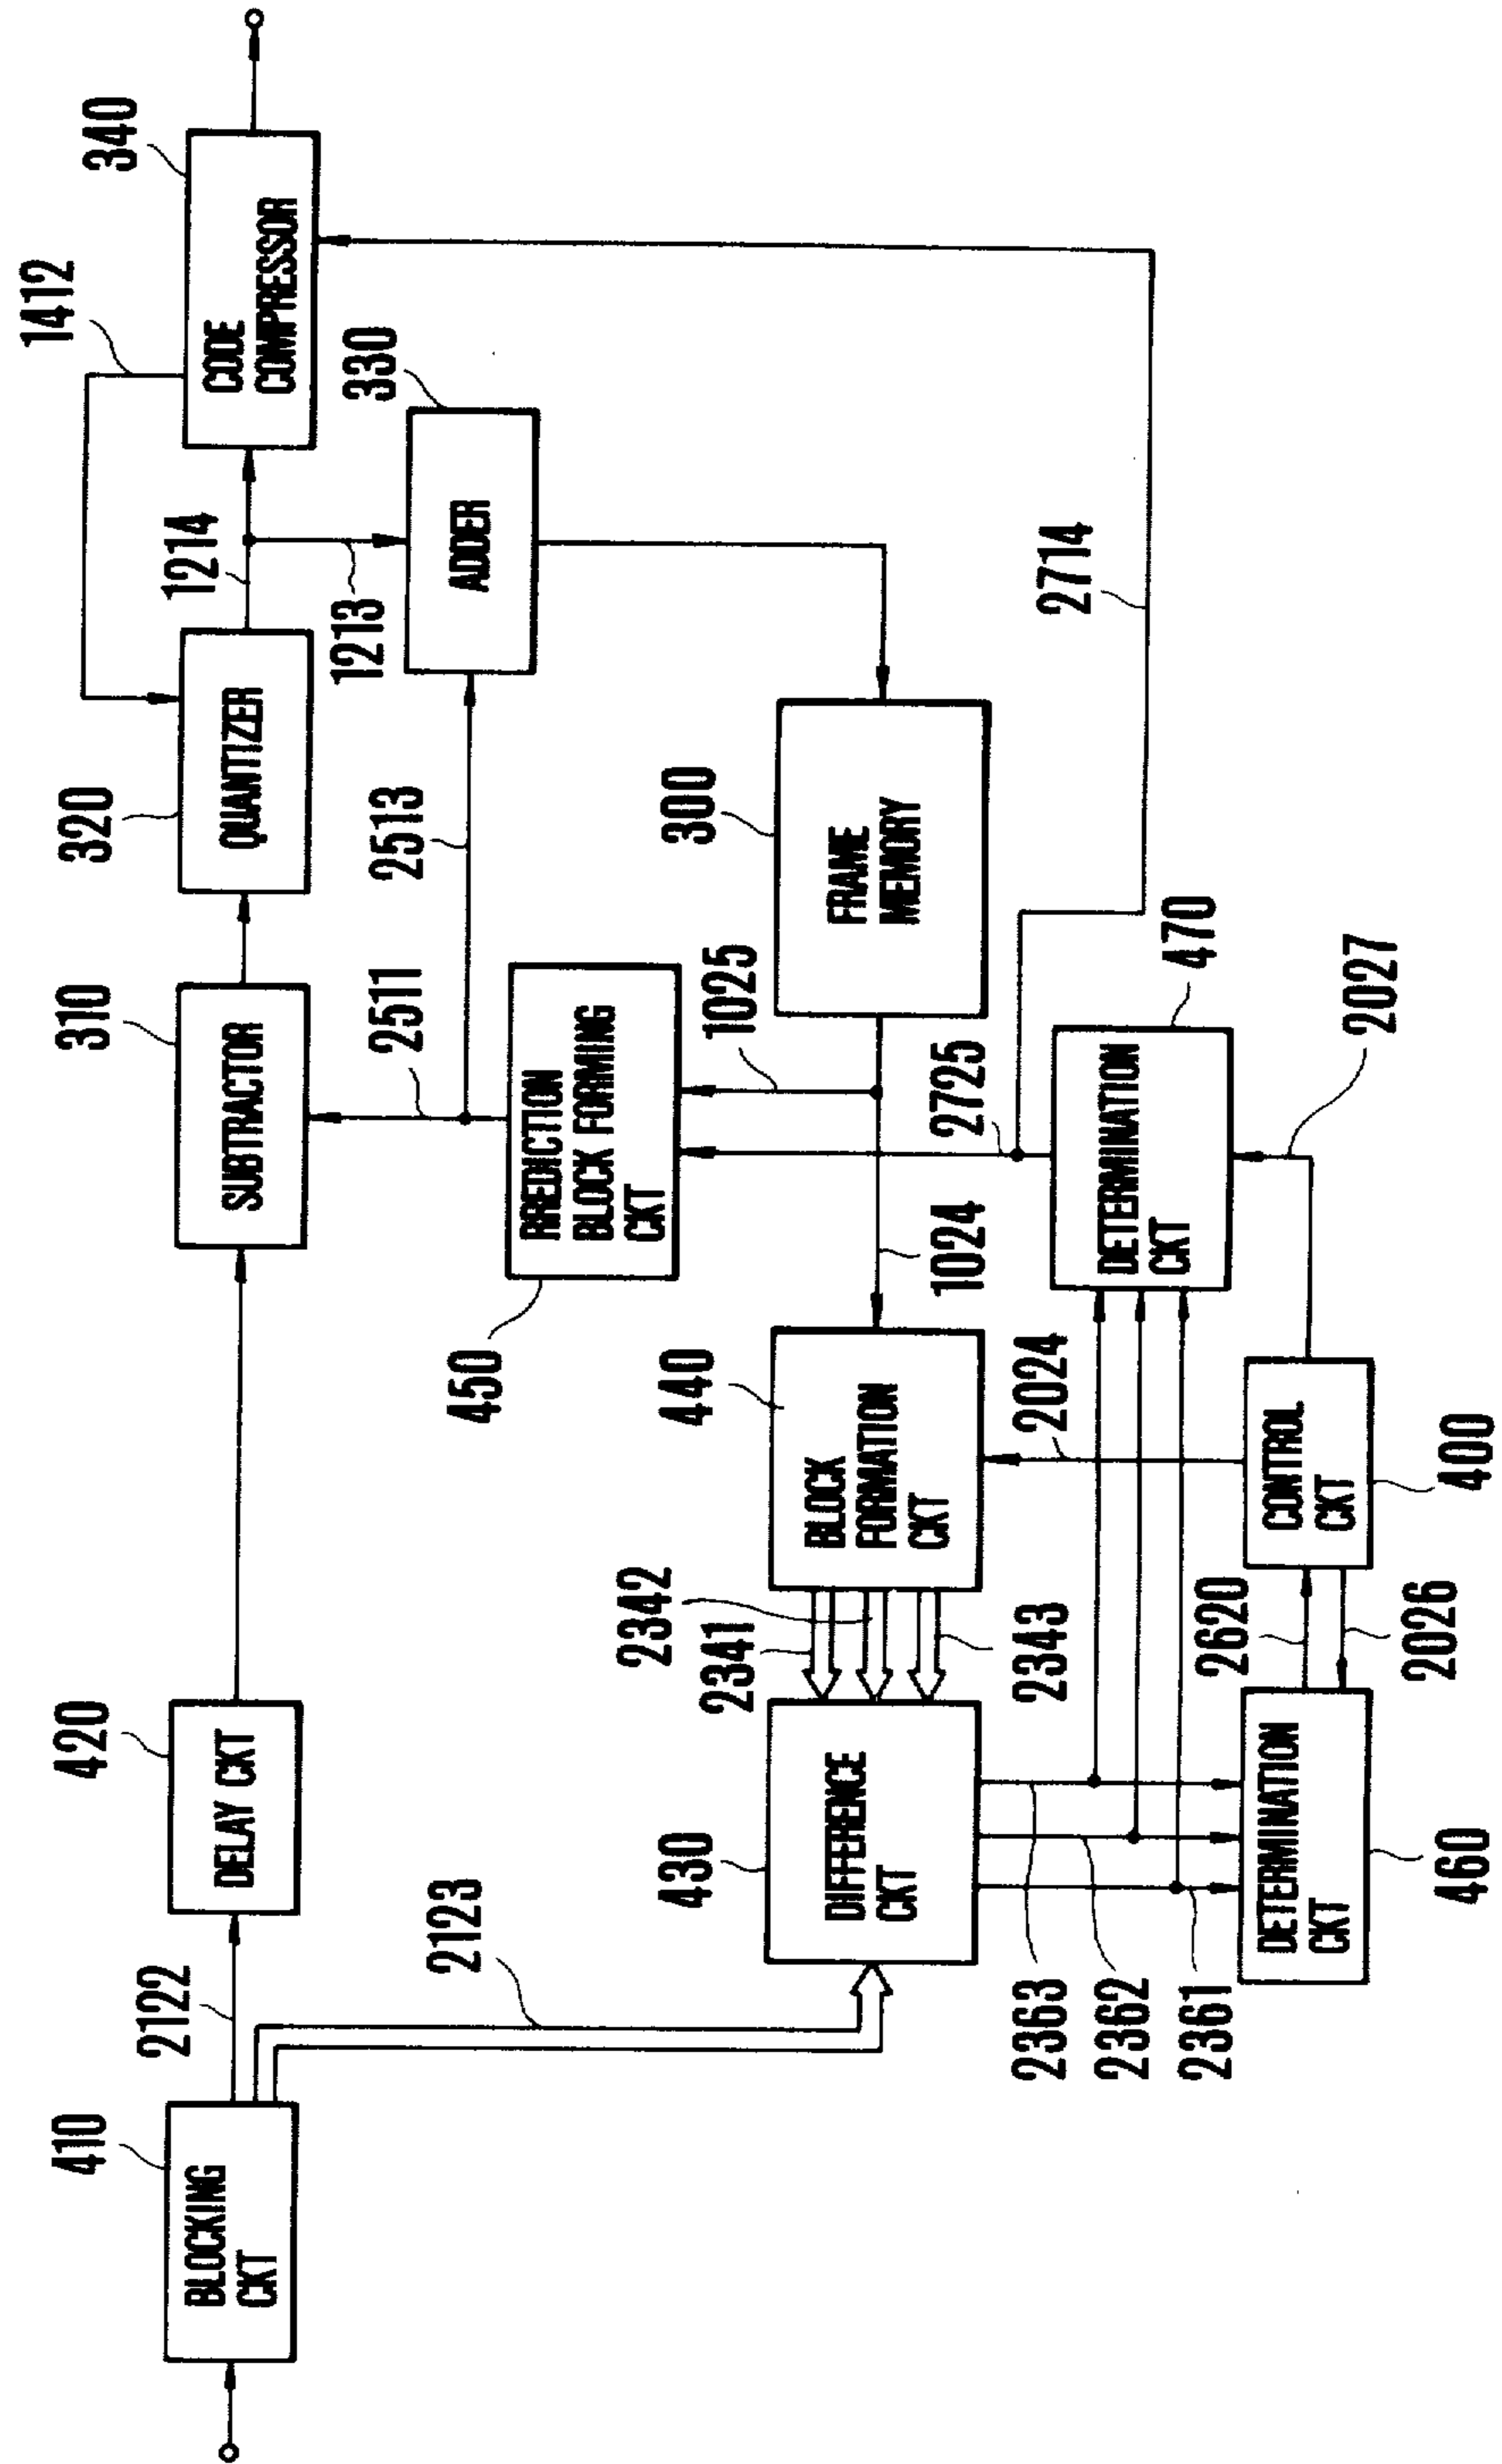 410
BLOCKING
CKT
2122
2123
420
DELAY CKT
310
SUBTRACTOR
320
QUANTIZER
1214
1213
1412
340
CODE
COMPRESSOR
330
ADDER
2511
2513
450
RREDICTION
BLOCK FORMING
CKT
1025
300
FRAME
MEMORY
2725
2714
1024
430
DIFFERENCE
CKT
2341
2342
2343
440
BLOCK
FORMATION
CKT
2024
470
DETERMINATION
CKT
2027
2363
2362
2361
460
DETERMINATION
CKT
2620
2026
400
CONTROL
CKT